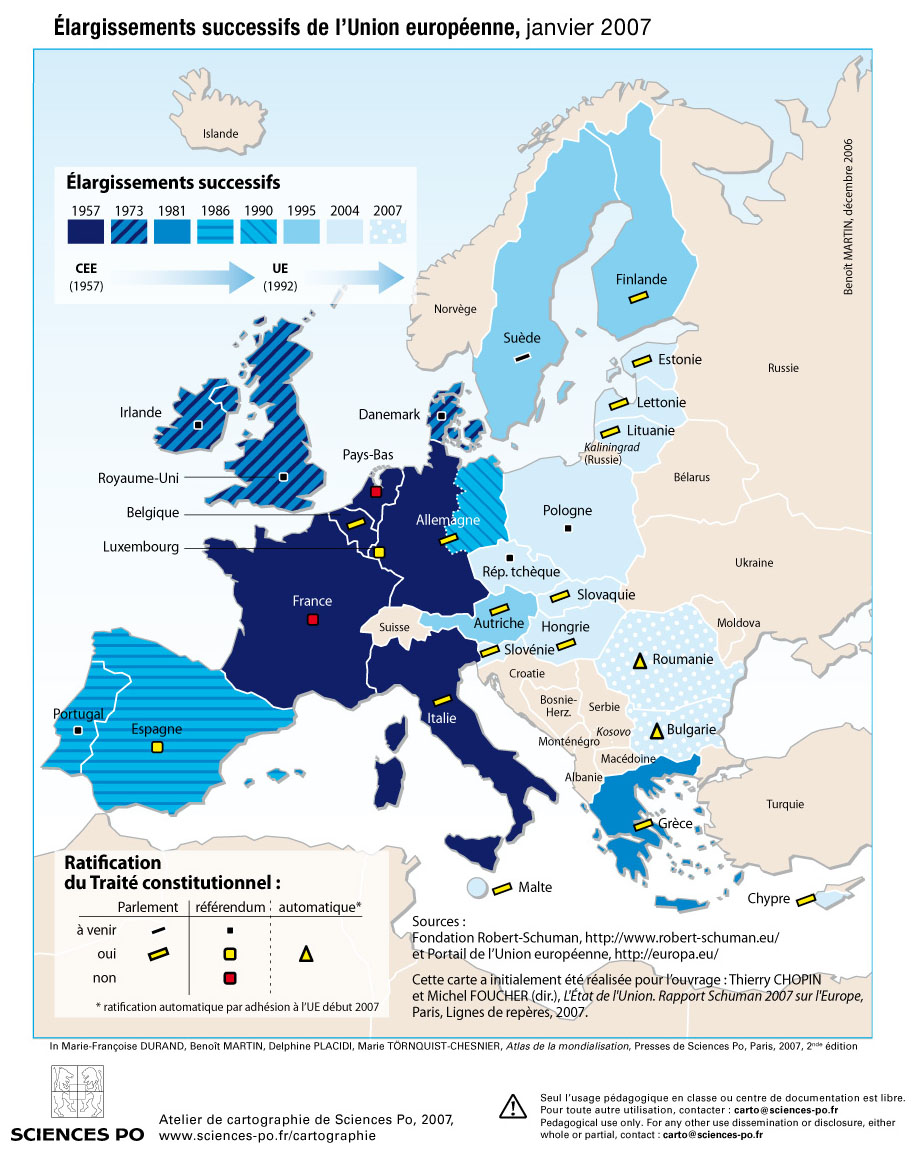 Élargissements successifs de l'Union européenne, janvier 2007
Islande
Benoît MARTIN, décembre 2006
Élargissements successifs
1957 1973 1981 1986 1990 1995 2004 2007
CEE
(1957)
UE
(1992)
Finlande
Norvège
Suède
Estonie
Russie
Lettonie
Irlande
Danemark
Lituanie
Kaliningrad
(Russie)
Pays-Bas
Royaume-Uni
Bélarus
Belgique
Pologne
Allemagne
Luxembourg
Ukraine
Rép. tchèque
Slovaquie
France
Autriche
Suisse
Hongrie
Moldova
Slovénie
Roumanie
Croatie
Bosnie-
Herz.
Serbie
Portugal
Italie
Espagne
Kosovo
Bulgarie
Monténégro
Macédoine
Albanie
Turquie
Grèce
Malte
Chypre
Ratification
du Traité constitutionnel :
Parlement référendum automatique*
à venir
oui
non
* ratification automatique par adhésion à l'UE début 2007
Sources :
Fondation Robert-Schuman, http://www.robert-schuman.eu/
et Portail de l'Union européenne, http://europa.eu/
Cette carte a initialement été réalisée pour l'ouvrage : Thierry CHOPIN
et Michel FOUCHER (dir.), L'État de l'Union. Rapport Schuman 2007 sur l'Europe,
Paris, Lignes de repères, 2007.
In Marie-Françoise DURAND, Benoît MARTIN, Delphine PLACIDI, Marie TÖRNQUIST-CHESNIER, Atlas de la mondialisation, Presses de Sciences Po, Paris, 2007, 2nde édition
SCIENCES PO
Atelier de cartographie de Sciences Po, 2007,
www.sciences-po.fr/cartographie
Seul l'usage pédagogique en classe ou centre de documentation est libre.
Pour toute autre utilisation, contacter : carto@sciences-po.fr
Pedagogical use only. For any other use dissemination or disclosure, either
whole or partial, contact : carto@sciences-po.fr